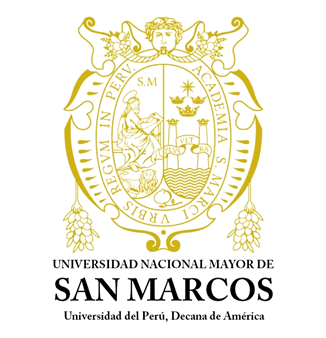 ACADEMIA S MARCI VRBIS REGVM IN PERV
S.M
UNIVERSIDAD NACIONAL MAYOR DE
SAN MARCOS
Universidad del Perú, Decana de América